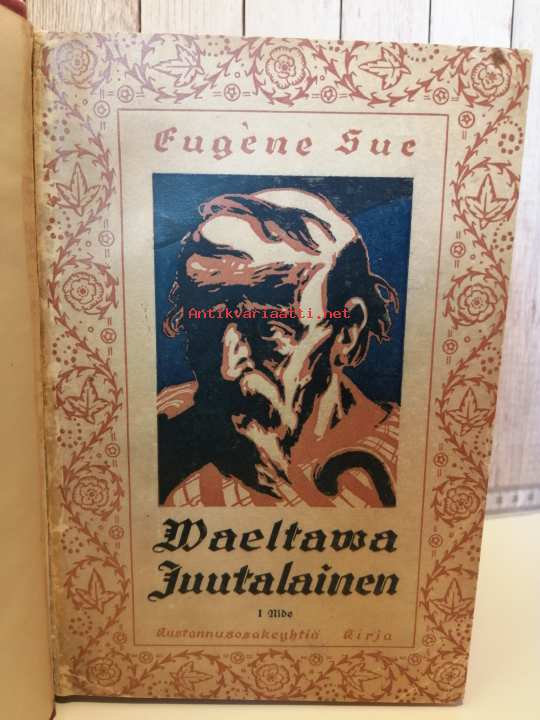 Eugène Sue
Antikvariaatti.net
Waeltawa
Juutalainen
I Nide
Kustannusosakeyhtiö Kirja